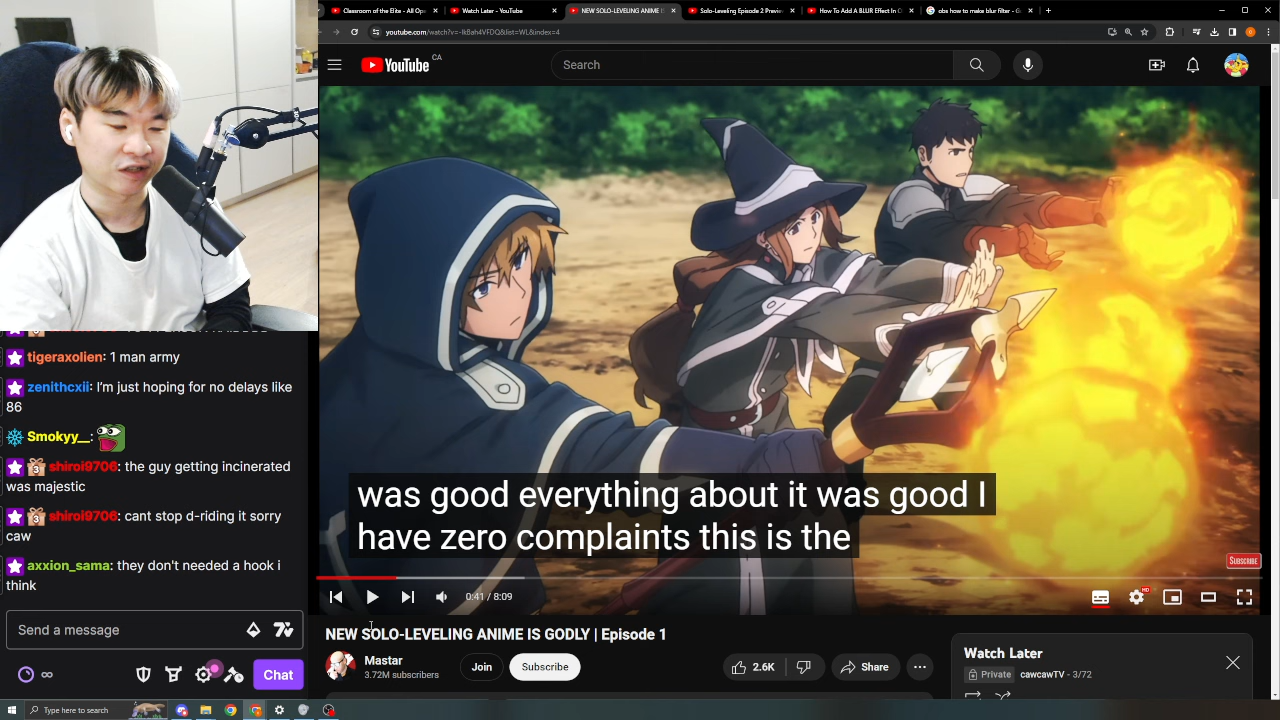 Classroom of the Elite - All Op
Watch Later - YouTube
NEW SOLO-LEVELING ANIME IS
Solo-Leveling Episode 2 Preview
How To Add A BLUR Effect In O
obs how to make blur filter - G
youtube.com/watch?v=-IkBah4VFDQ&list=WL&index=4
YouTube CA
Search
tigeraxolien: 1 man army
zenithcxii: I'm just hoping for no delays like
86
Smokyy__:
shiroi9706: the guy getting incinerated
was majestic
shiroi9706: cant stop d-riding it sorry
caw
axxion_sama: they don't needed a hook i
think
Send a message
Chat
was good everything about it was good I
have zero complaints this is the
SUBSCRIBE
0:41 / 8:09
HD
NEW SOLO-LEVELING ANIME IS GODLY | Episode 1
Mastar
3.72M subscribers
Join
Subscribe
2.6K
Share
Watch Later
Private
cawcawTV - 3/72
Type here to search